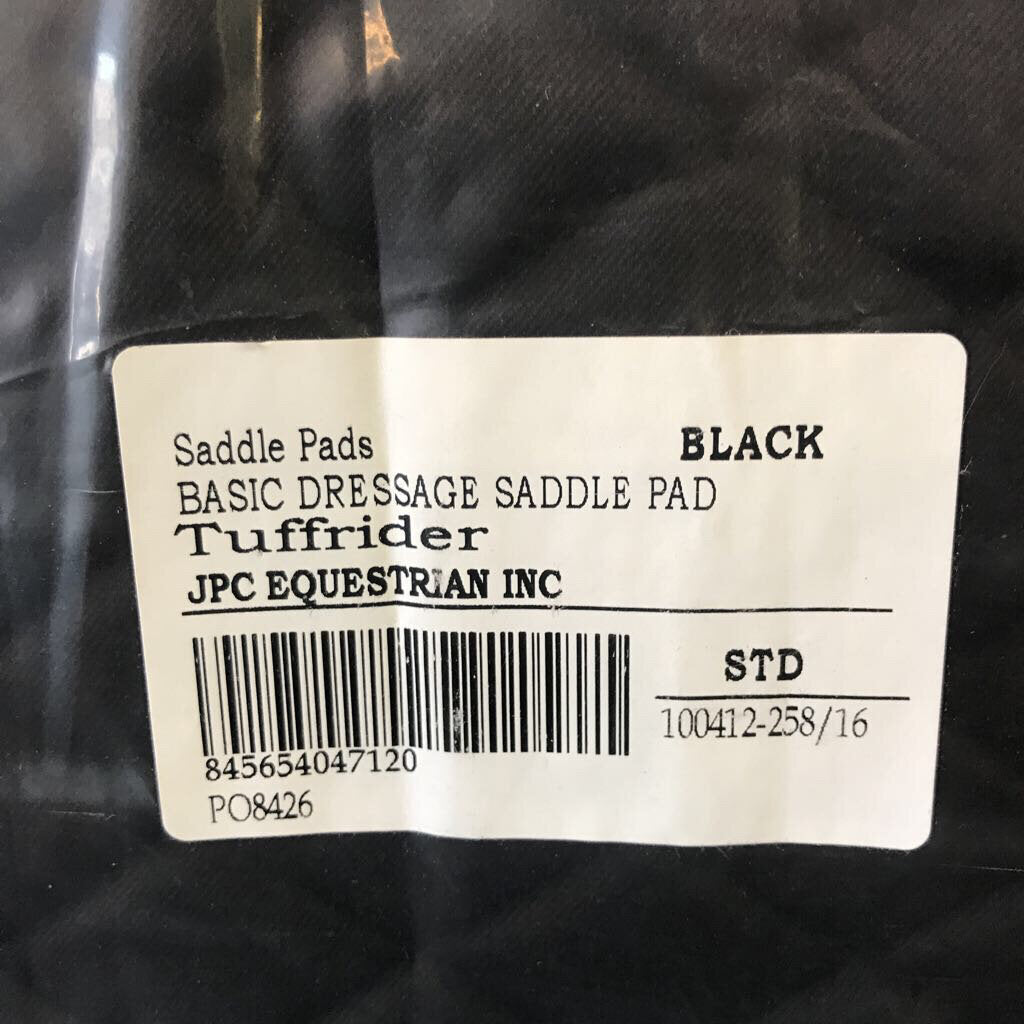 Saddle Pads BLACK
BASIC DRESSAGE SADDLE PAD
Tuffrider
JPC EQUESTRIAN INC
STD
100412-258/16
845654047120
PO8426